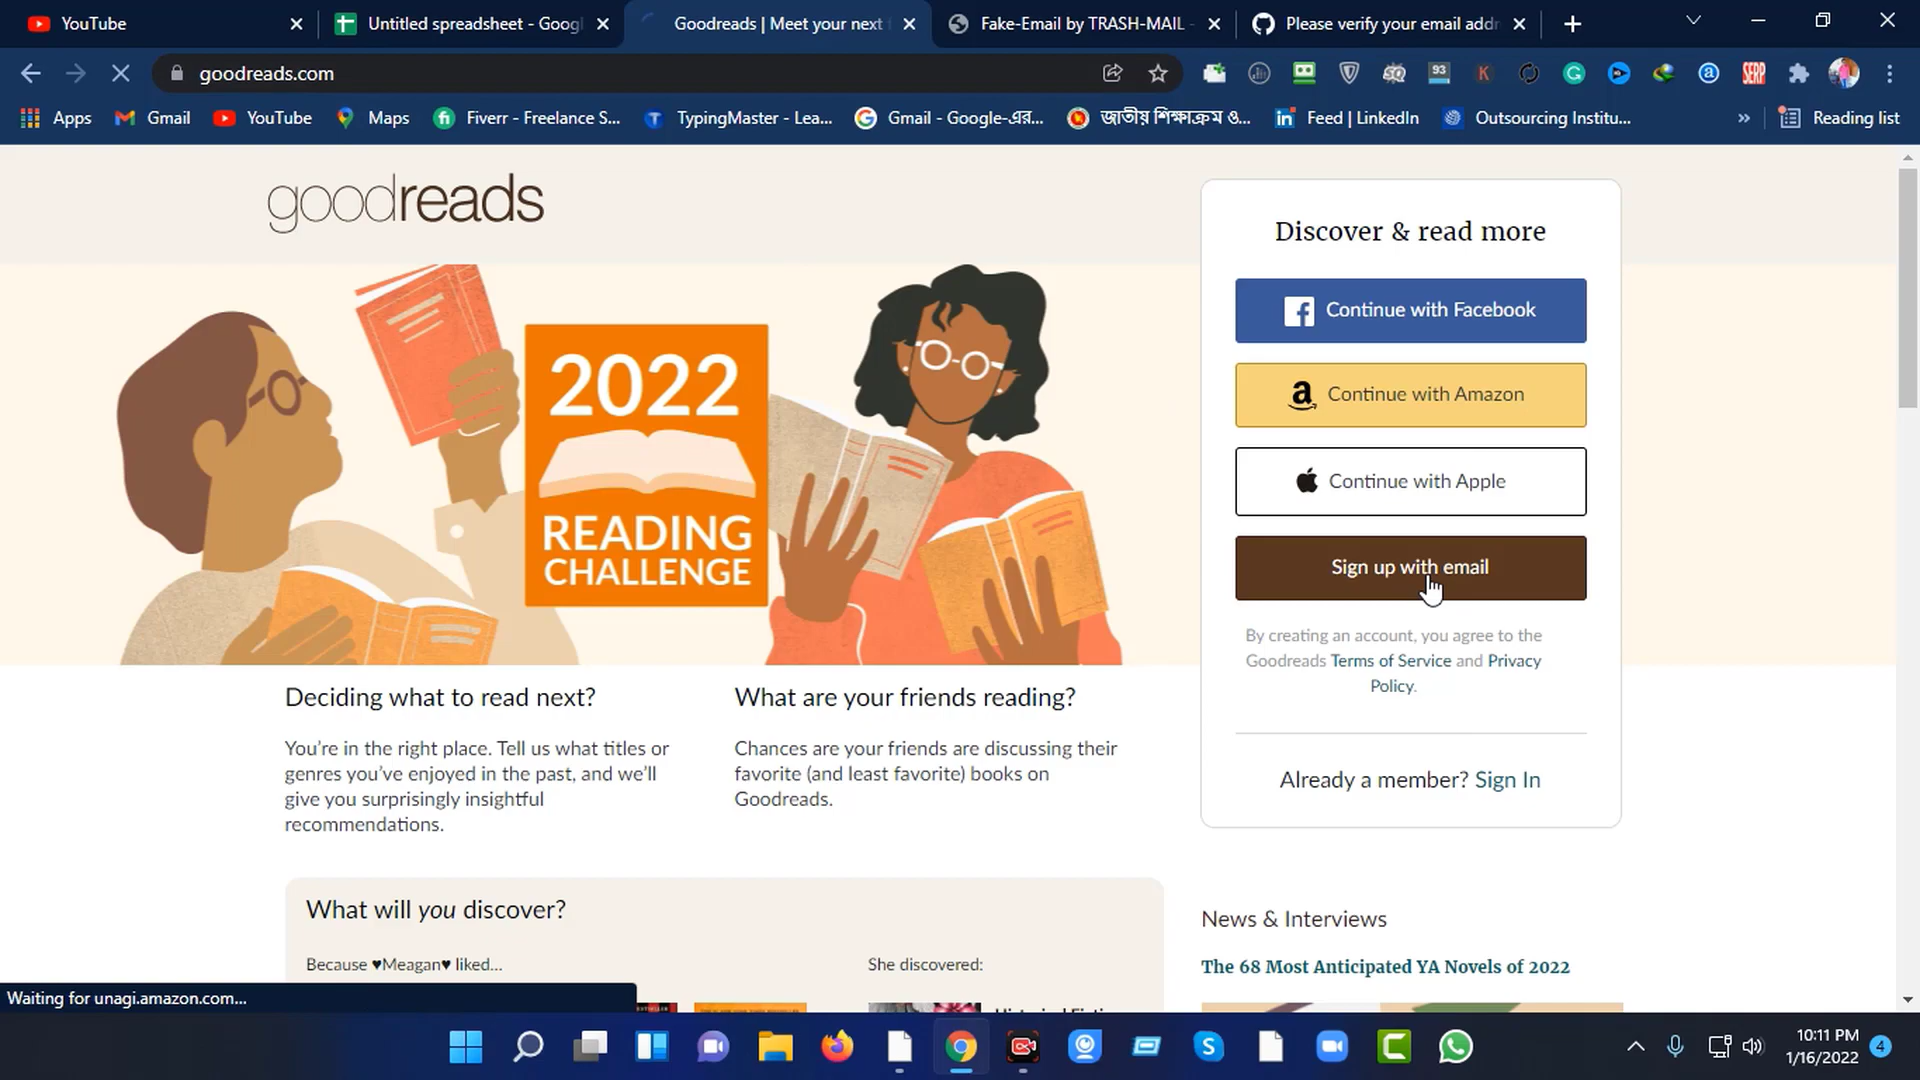 YouTube
Untitled spreadsheet - Googl
Goodreads | Meet your next
Fake-Email by TRASH-MAIL -
Please verify your email addr
goodreads.com
93
SERP
Apps
Gmail
YouTube
Maps
Fiverr - Freelance S...
TypingMaster - Lea...
Gmail - Google-এর...
জাতীয় শিক্ষাক্রম ও...
Feed | LinkedIn
Outsourcing Institu...
Reading list
goodreads
Discover & read more
Continue with Facebook
Continue with Amazon
Continue with Apple
Sign up with email
By creating an account, you agree to the
Goodreads Terms of Service and Privacy
Policy.
Already a member? Sign In
2022
READING
CHALLENGE
Deciding what to read next?
You're in the right place. Tell us what titles or
genres you've enjoyed in the past, and we'll
give you surprisingly insightful
recommendations.
What are your friends reading?
Chances are your friends are discussing their
favorite (and least favorite) books on
Goodreads.
What will you discover?
Because ♥Meagan♥ liked...
She discovered:
News & Interviews
The 68 Most Anticipated YA Novels of 2022
Waiting for unagi.amazon.com...
10:11 PM
1/16/2022
4